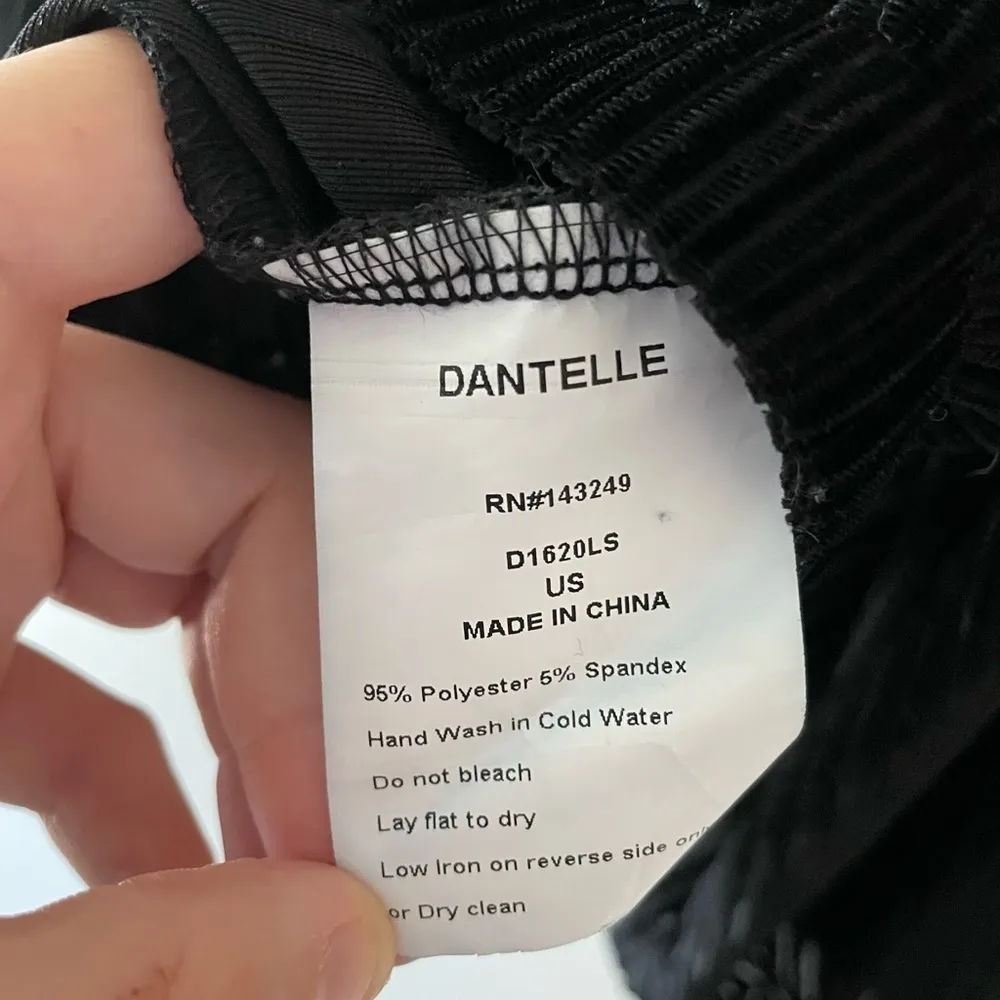 DANTELLE
RN#143249
D1620LS
US
MADE IN CHINA
95% Polyester 5% Spandex
Hand Wash in Cold Water
Do not bleach
Lay flat to dry
Low Iron on reverse side only
or Dry clean